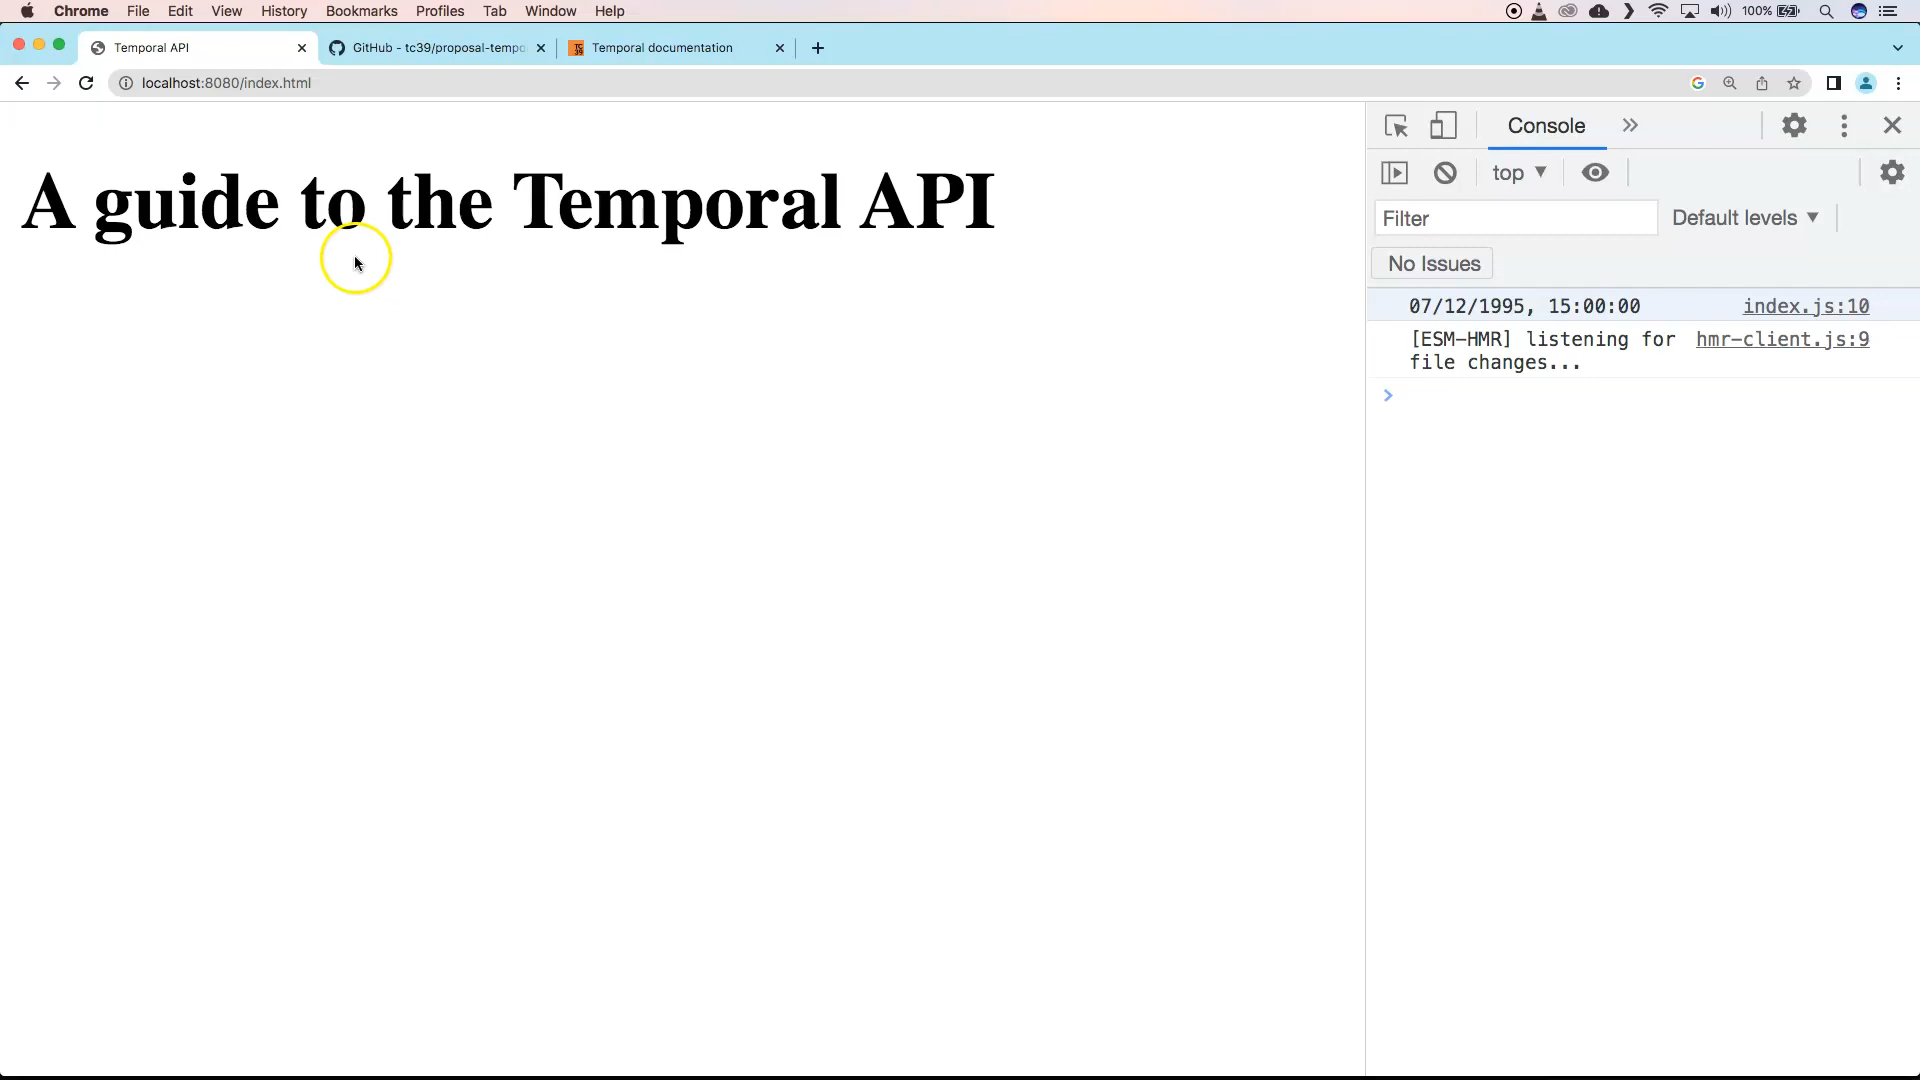 Chrome File Edit View History Bookmarks Profiles Tab Window Help 100%
Temporal API GitHub - tc39/proposal-tempo Temporal documentation
localhost:8080/index.html
Console
top
A guide to the Temporal API
Filter Default levels
No Issues
07/12/1995, 15:00:00 index.js:10
[ESM-HMR] listening for hmr-client.js:9
file changes...